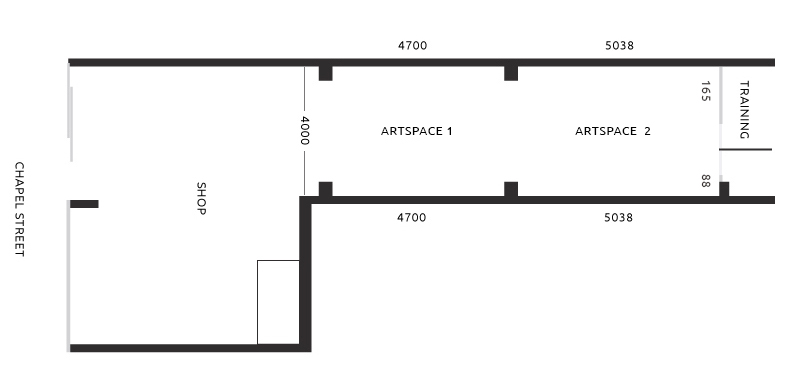 4700
5038
165
TRAINING
4000
ARTSPACE 1
ARTSPACE 2
CHAPEL STREET
SHOP
88
4700
5038